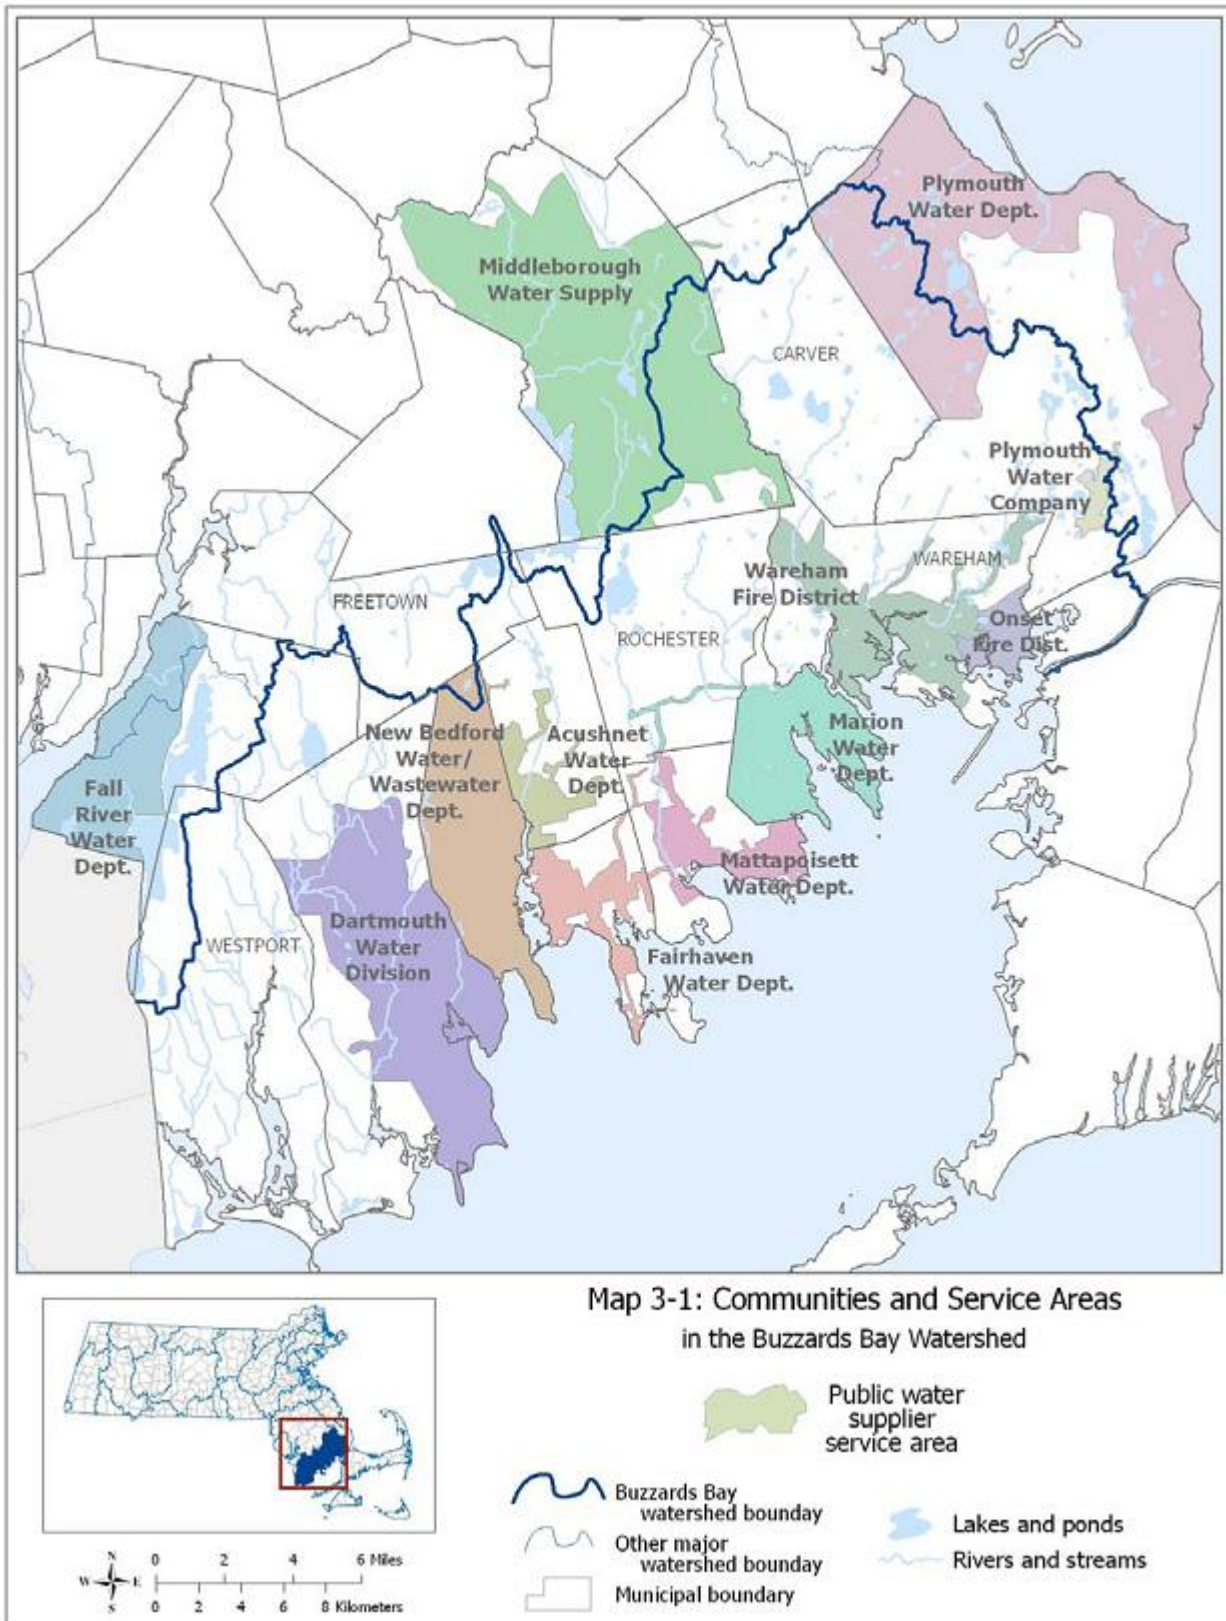 Plymouth
Water Dept.
Middleborough
Water Supply
CARVER
Plymouth
Water
Company
WAREHAM
Wareham
Fire District
FREETOWN
ROCHESTER
Onset
Fire Dist.
New Bedford
Water/
Wastewater
Dept.
Acushnet
Water
Dept.
Marion
Water
Dept.
Fall
River
Water
Dept.
Mattapoisett
Water Dept.
Dartmouth
Water
Division
WESTPORT
Fairhaven
Water Dept.
Map 3-1: Communities and Service Areas
in the Buzzards Bay Watershed
Public water
supplier
service area
Buzzards Bay
watershed bounday
Other major
watershed bounday
Municipal boundary
Lakes and ponds
Rivers and streams
N
W E
S
0 2 4 6 Miles
0 2 4 6 8 Kilometers